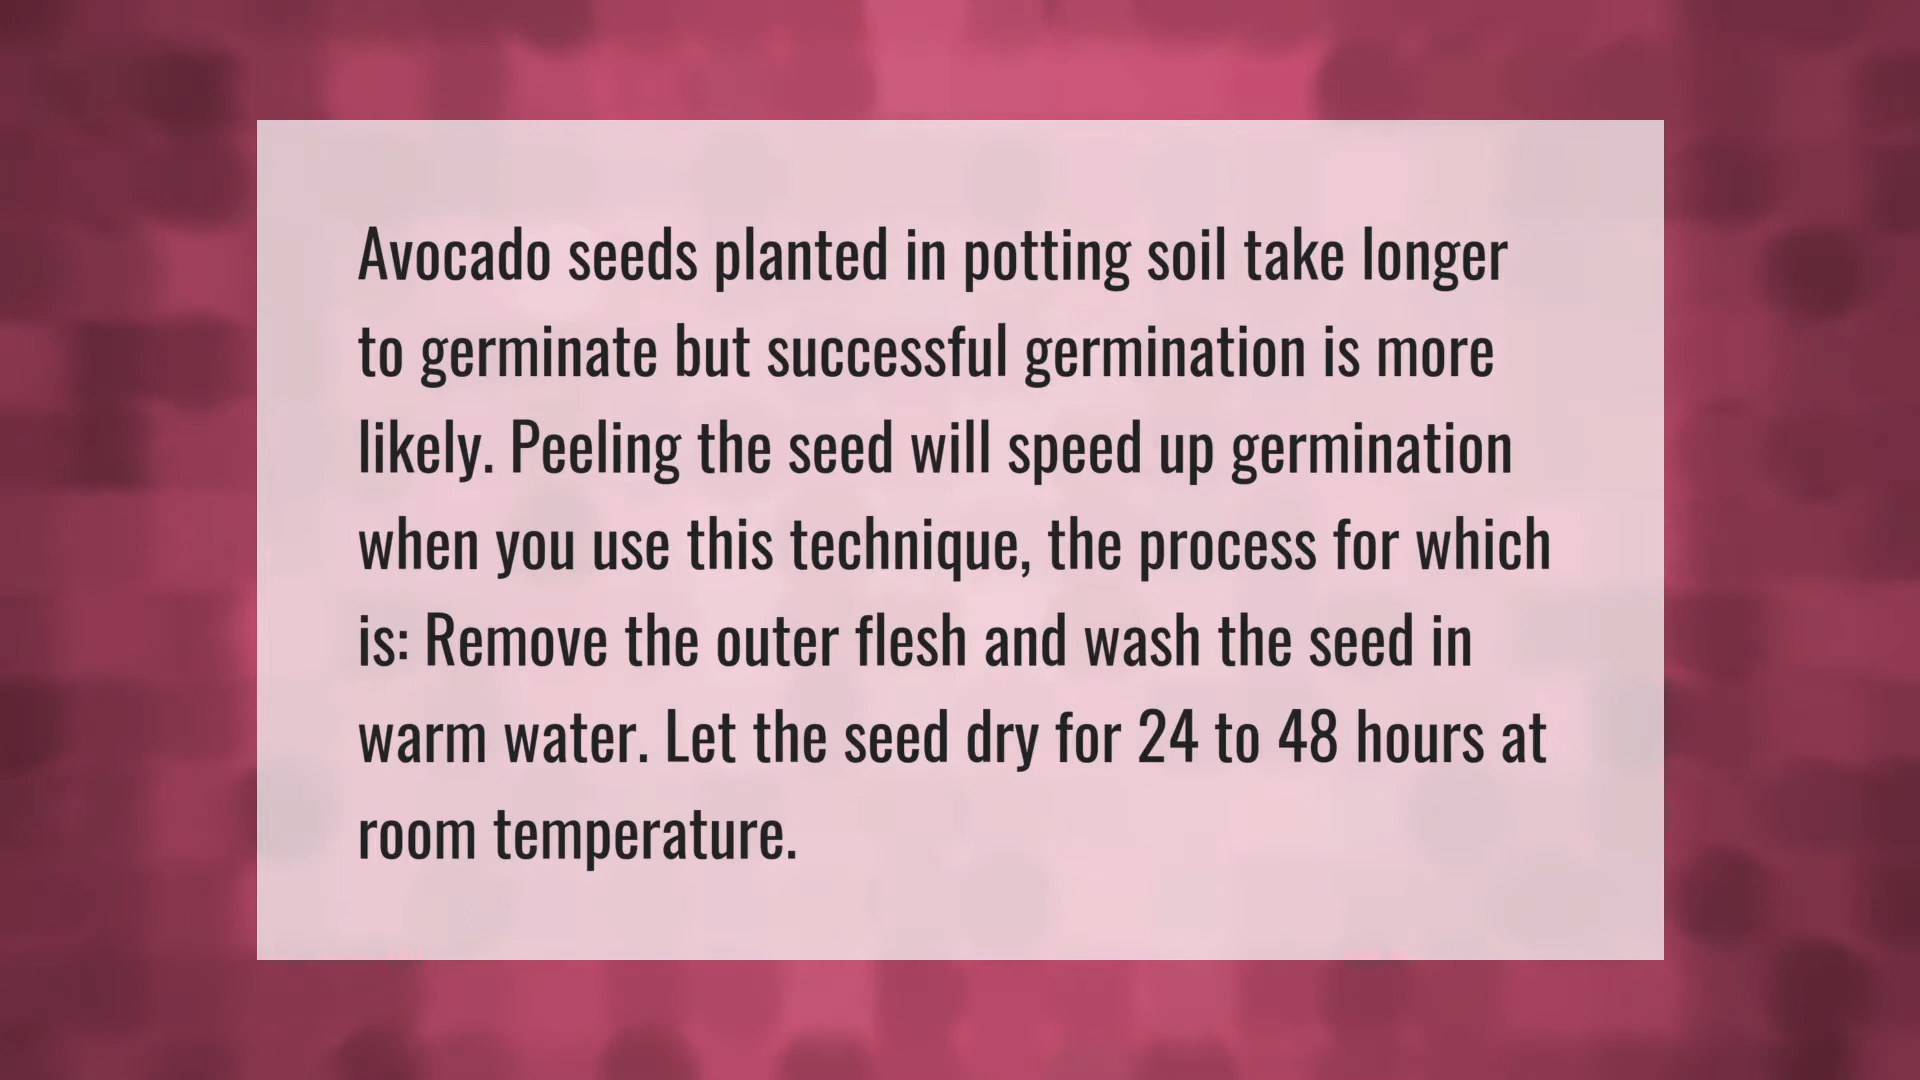 Avocado seeds planted in potting soil take longer
to germinate but successful germination is more
likely. Peeling the seed will speed up germination
when you use this technique, the process for which
is: Remove the outer flesh and wash the seed in
warm water. Let the seed dry for 24 to 48 hours at
room temperature.